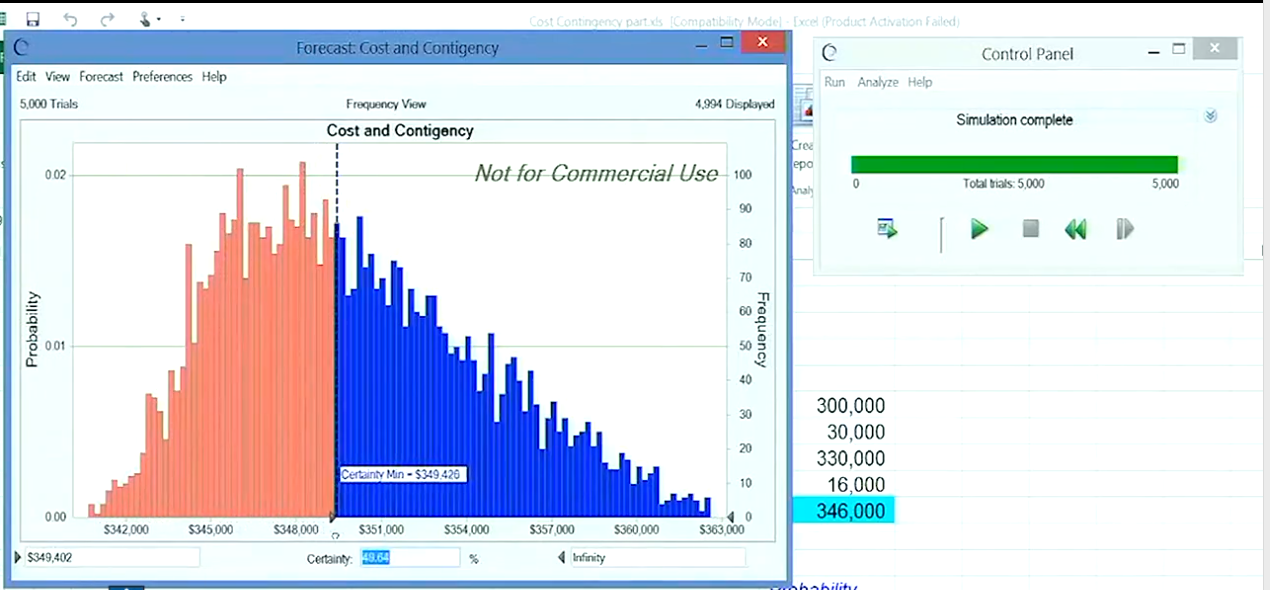 Cost Contingency part.xls [Compatibility Mode] - Excel (Product Activation Failed)
Forecast: Cost and Contigency
Edit View Forecast Preferences Help
5,000 Trials Frequency View 4,994 Displayed
Cost and Contigency
Not for Commercial Use
Probability
0.02
0.01
0.00
Frequency
100
90
80
70
60
50
40
30
20
10
0
Certainty Min = $349,426
$342,000 $345,000 $348,000 $351,000 $354,000 $357,000 $360,000 $363,000
$349,402 Certainty: 49.64 % Infinity
Control Panel
Run Analyze Help
Simulation complete
0 Total trials: 5,000 5,000
300,000
30,000
330,000
16,000
346,000
Probability